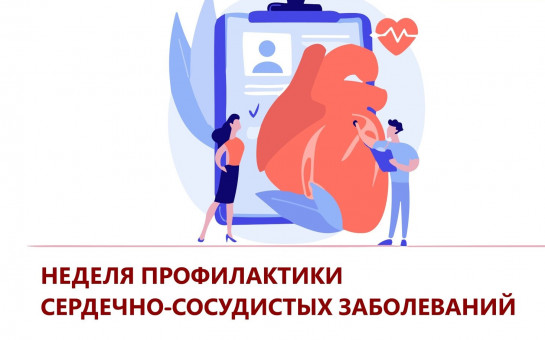 НЕДЕЛЯ ПРОФИЛАКТИКИ
СЕРДЕЧНО-СОСУДИСТЫХ ЗАБОЛЕВАНИЙ